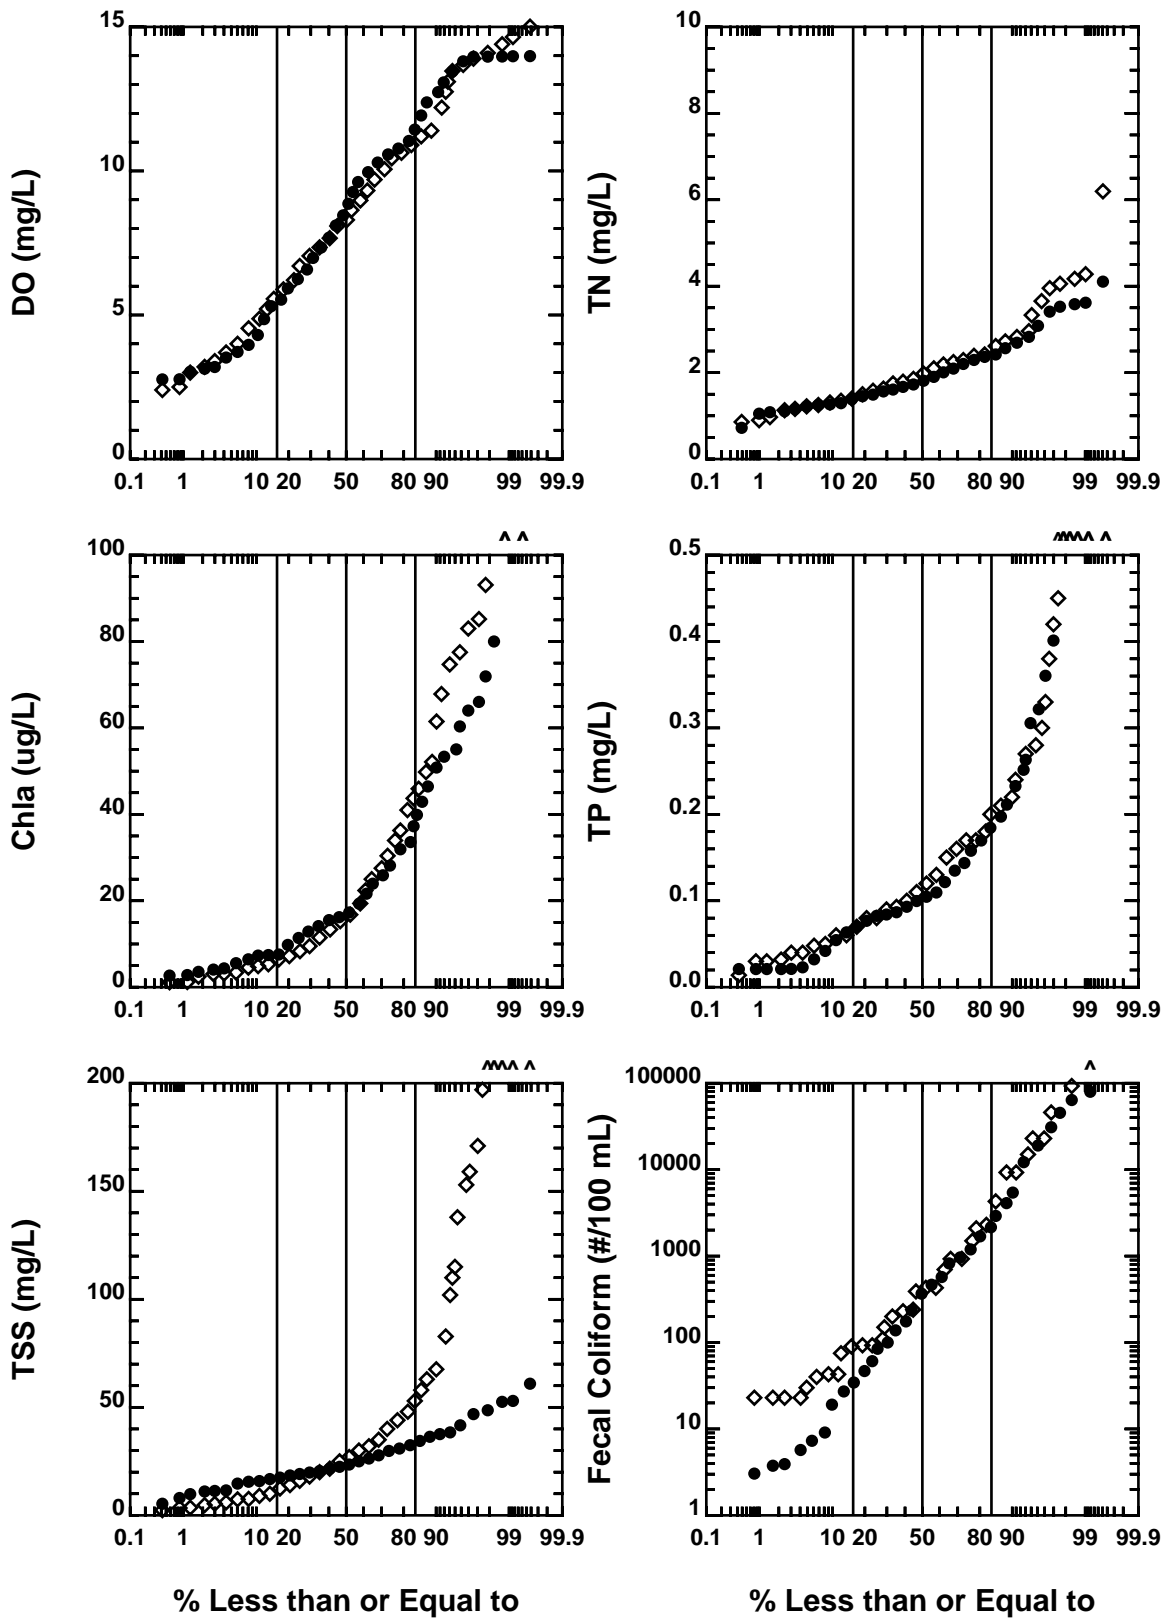 15
10
5
0
DO (mg/L)
0.1 1 10 20 50 80 90 99 99.9
10
8
6
4
2
0
TN (mg/L)
0.1 1 10 20 50 80 90 99 99.9
^ ^
100
80
60
40
20
0
Chla (ug/L)
0.1 1 10 20 50 80 90 99 99.9
^^^^^ ^
0.5
0.4
0.3
0.2
0.1
0.0
TP (mg/L)
0.1 1 10 20 50 80 90 99 99.9
^^^^ ^
200
150
100
50
0
TSS (mg/L)
0.1 1 10 20 50 80 90 99 99.9
% Less than or Equal to
^
100000
10000
1000
100
10
1
Fecal Coliform (#/100 mL)
0.1 1 10 20 50 80 90 99 99.9
% Less than or Equal to